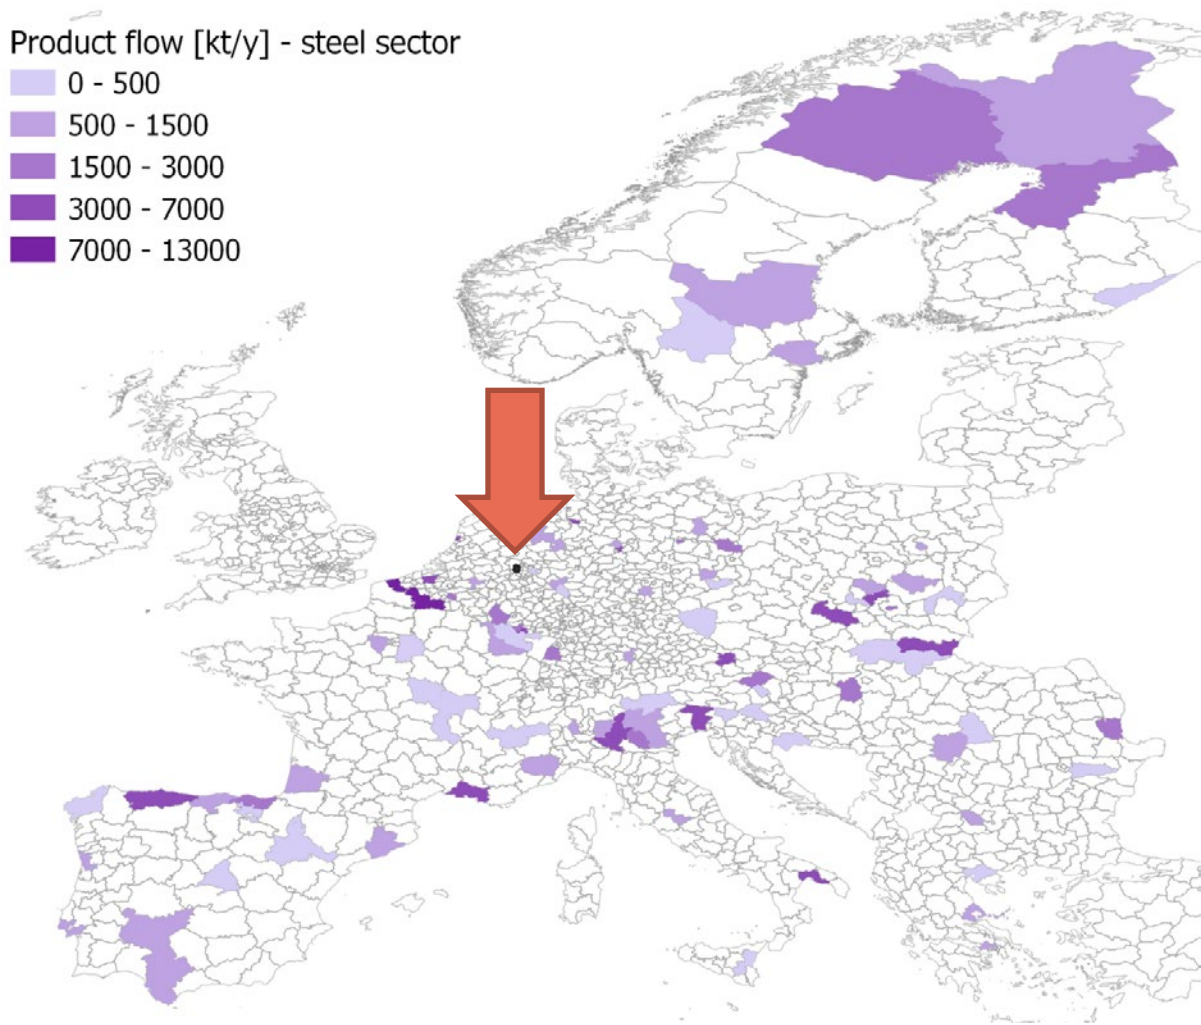 Product flow [kt/y] - steel sector
0 - 500
500 - 1500
1500 - 3000
3000 - 7000
7000 - 13000